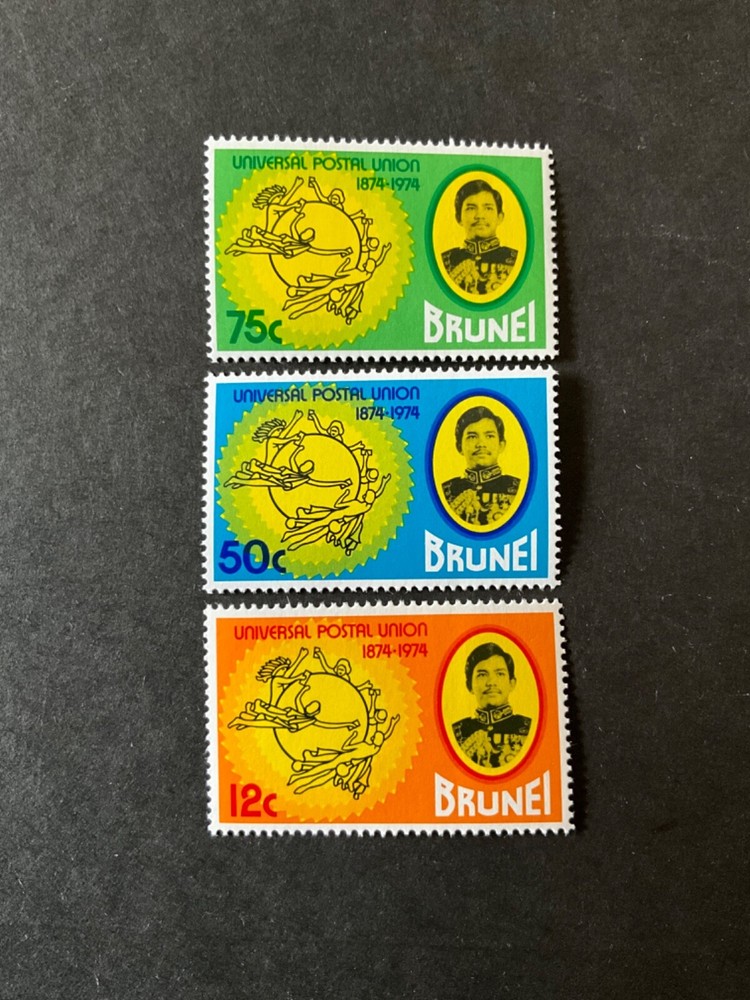 UNIVERSAL POSTAL UNION
1874·1974
75c
BRUNEI
UNIVERSAL POSTAL UNION
1874·1974
50c
BRUNEI
UNIVERSAL POSTAL UNION
1874·1974
12c
BRUNEI